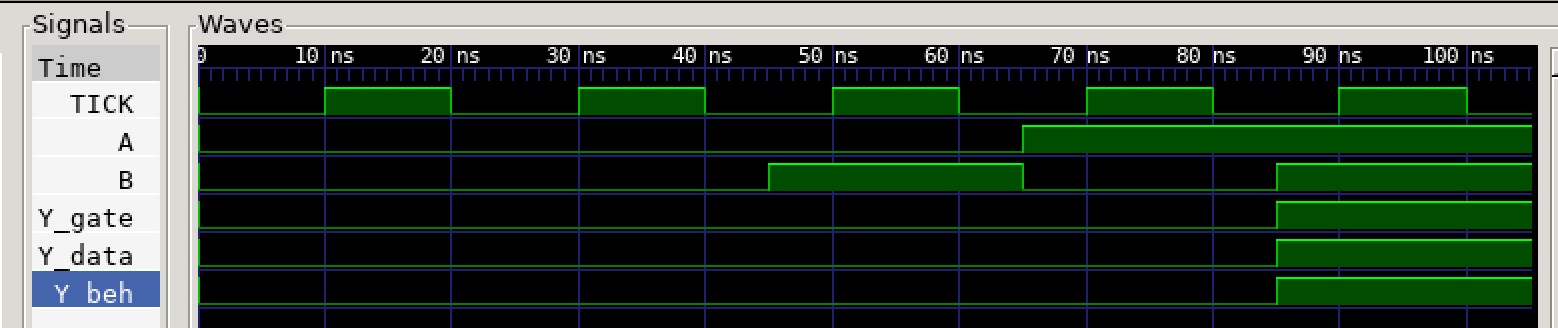 Signals Waves
0 10 ns 20 ns 30 ns 40 ns 50 ns 60 ns 70 ns 80 ns 90 ns 100 ns
Time
TICK
A
B
Y_gate
Y_data
Y beh